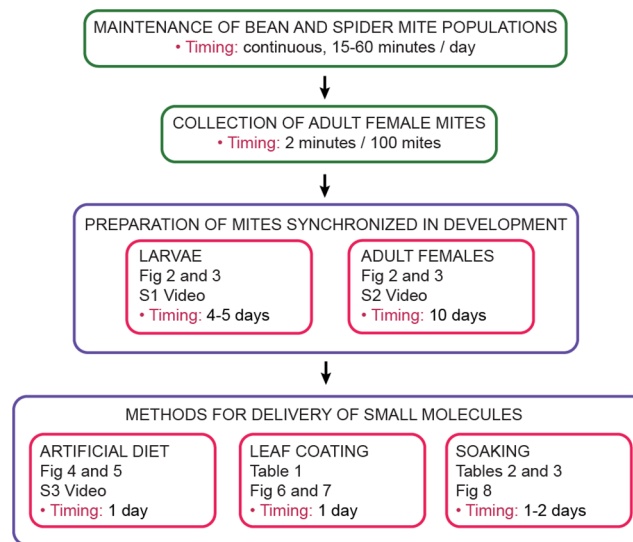 MAINTENANCE OF BEAN AND SPIDER MITE POPULATIONS
• Timing: continuous, 15-60 minutes / day
COLLECTION OF ADULT FEMALE MITES
• Timing: 2 minutes / 100 mites
PREPARATION OF MITES SYNCHRONIZED IN DEVELOPMENT
LARVAE
Fig 2 and 3
S1 Video
• Timing: 4-5 days
ADULT FEMALES
Fig 2 and 3
S2 Video
• Timing: 10 days
METHODS FOR DELIVERY OF SMALL MOLECULES
ARTIFICIAL DIET
Fig 4 and 5
S3 Video
• Timing: 1 day
LEAF COATING
Table 1
Fig 6 and 7
• Timing: 1 day
SOAKING
Tables 2 and 3
Fig 8
• Timing: 1-2 days